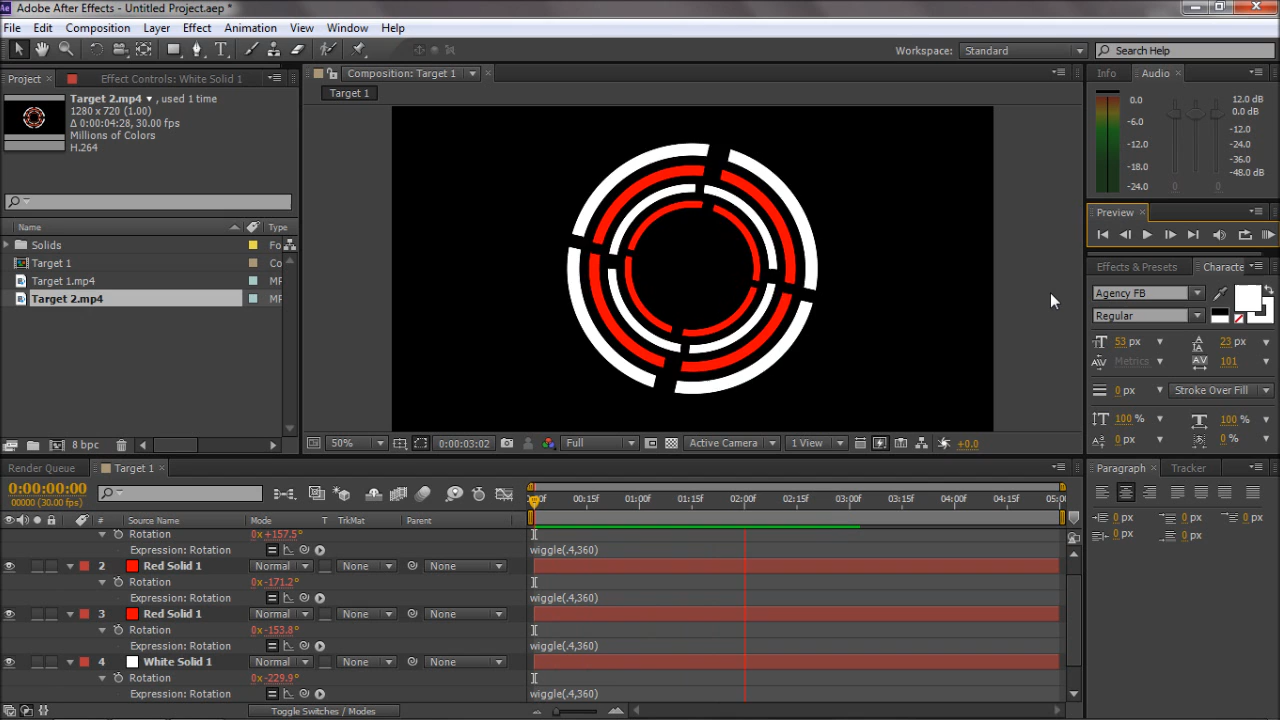 Ae Adobe After Effects - Untitled Project.aep *
File Edit Composition Layer Effect Animation View Window Help
Workspace: Standard Search Help
Project Effect Controls: White Solid 1
Target 2.mp4 , used 1 time
1280 x 720 (1.00)
Δ 0:00:04:28, 30.00 fps
Millions of Colors
H.264
Name
Solids Fo
Target 1 Co
Target 1.mp4 MP
Target 2.mp4 MP
8 bpc
Composition: Target 1
Target 1
50% 0:00:03:02 Full Active Camera 1 View +0.0
Info Audio
0.0
-6.0
-12.0
-18.0
-24.0
12.0 dB
0.0 dB
-12.0
-24.0
-36.0
-48.0 dB
0 0
Preview
Effects & Presets Characte
Agency FB
Regular
53 px 23 px
Metrics 101
0 px Stroke Over Fill
100 % 100 %
0 px 0 %
Paragraph Tracker
0 px 0 px 0 px
0 px 0 px
Render Queue Target 1
0:00:00:00
00000 (30.00 fps)
:00f 00:15f 01:00f 01:15f 02:00f 02:15f 03:00f 03:15f 04:00f 04:15f 05:00f
# Source Name Mode T TrkMat Parent
Rotation 0x+157.5°
Expression: Rotation wiggle(.4,360)
2 Red Solid 1 Normal None None
Rotation 0x-171.2°
Expression: Rotation wiggle(.4,360)
3 Red Solid 1 Normal None None
Rotation 0x-153.8°
Expression: Rotation wiggle(.4,360)
4 White Solid 1 Normal None None
Rotation 0x-229.9°
Expression: Rotation wiggle(.4,360)
Toggle Switches / Modes